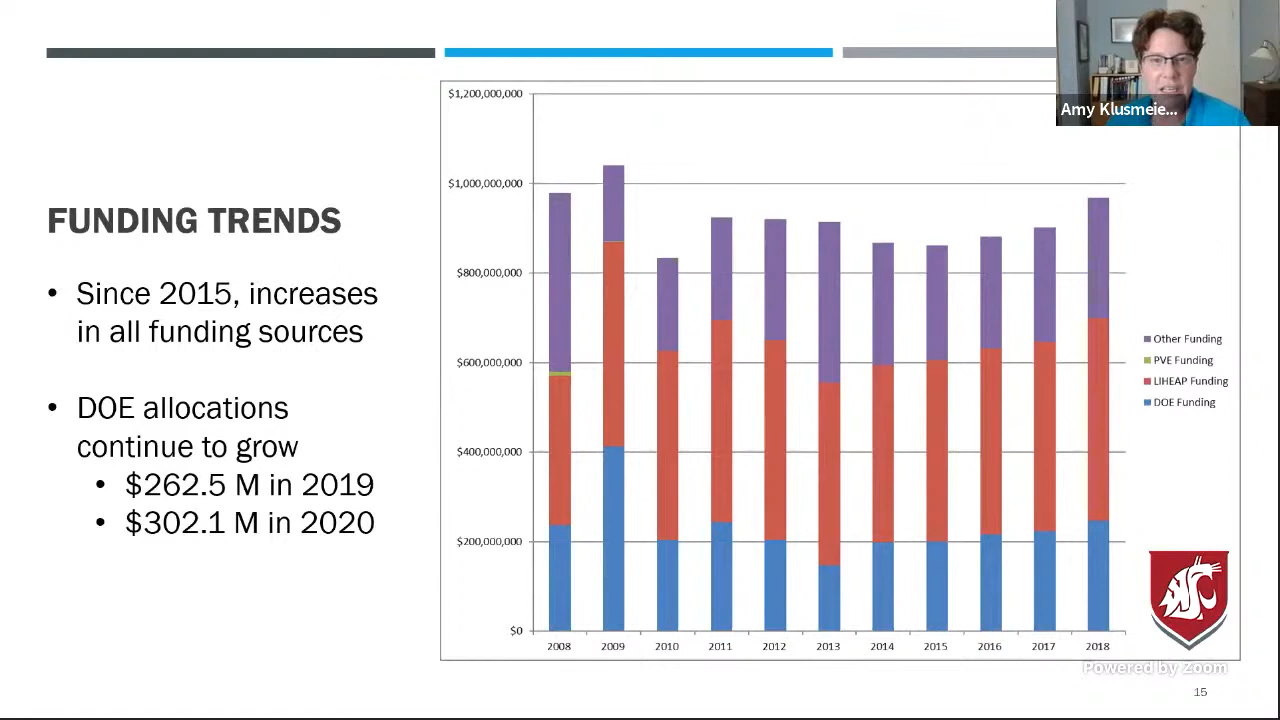 Amy Klusmeie...
FUNDING TRENDS
• Since 2015, increases
in all funding sources
• DOE allocations
continue to grow
• $262.5 M in 2019
• $302.1 M in 2020
$1,200,000,000
$1,000,000,000
$800,000,000
$600,000,000
$400,000,000
$200,000,000
$0
2008 2009 2010 2011 2012 2013 2014 2015 2016 2017 2018
Other Funding
PVE Funding
LIHEAP Funding
DOE Funding
Powered by Zoom
15